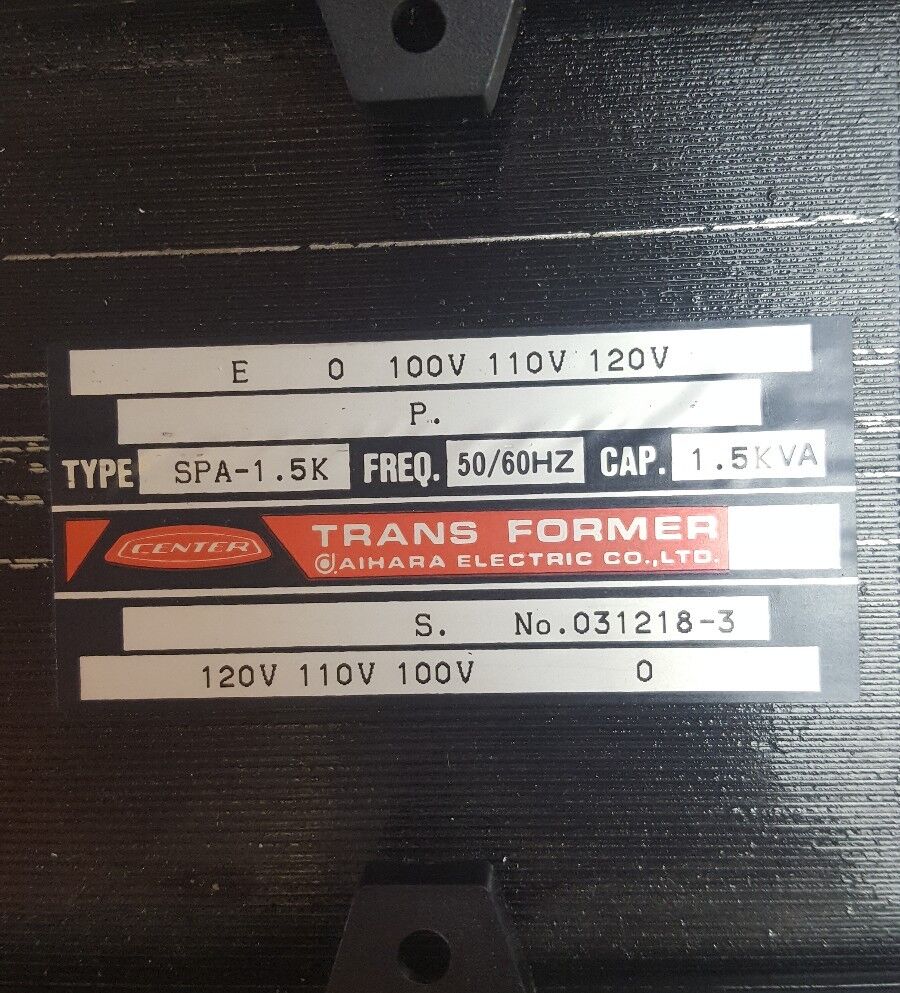 E 0 100V 110V 120V
P.
TYPE SPA-1.5K FREQ. 50/60HZ CAP. 1.5KVA
CENTER TRANS FORMER
AIHARA ELECTRIC CO.,LTD.
S. No.031218-3
120V 110V 100V 0